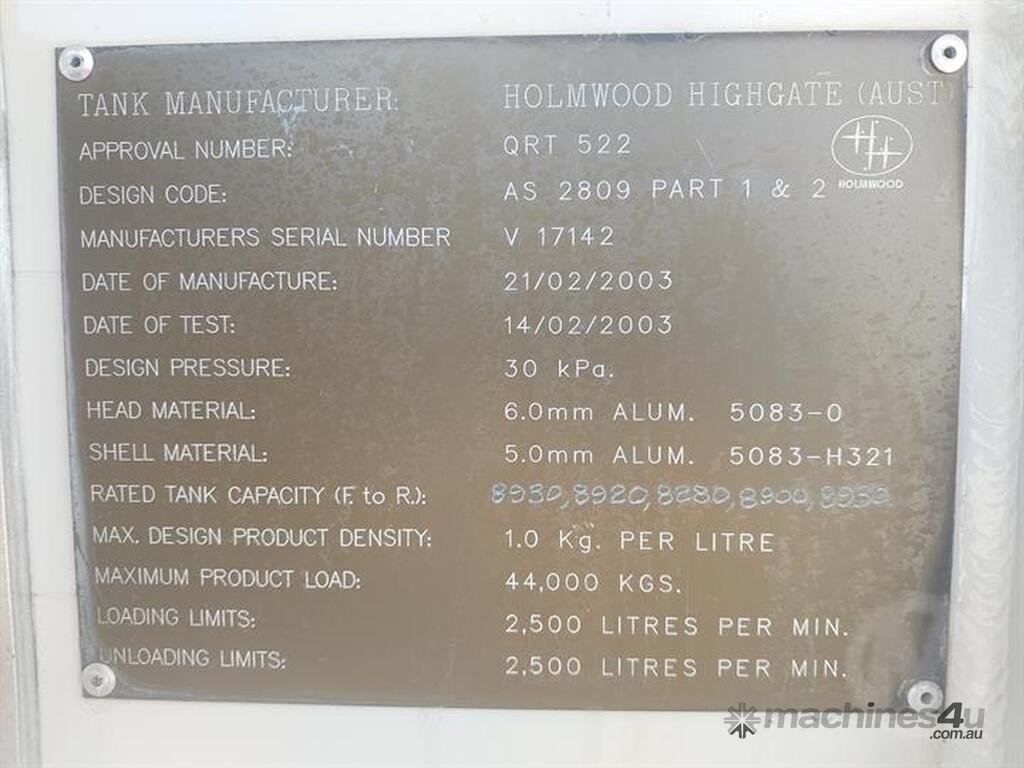 TANK MANUFACTURER: HOLMWOOD HIGHGATE (AUST)
APPROVAL NUMBER: QRT 522
HH
HOLMWOOD
DESIGN CODE: AS 2809 PART 1 & 2
MANUFACTURERS SERIAL NUMBER V 17142
DATE OF MANUFACTURE: 21/02/2003
DATE OF TEST: 14/02/2003
DESIGN PRESSURE: 30 kPa.
HEAD MATERIAL: 6.0mm ALUM. 5083-0
SHELL MATERIAL: 5.0mm ALUM. 5083-H321
RATED TANK CAPACITY (F. to R.): 8930, 8920, 8280, 8900, 8930
MAX. DESIGN PRODUCT DENSITY: 1.0 Kg. PER LITRE
MAXIMUM PRODUCT LOAD: 44,000 KGS.
LOADING LIMITS: 2,500 LITRES PER MIN.
UNLOADING LIMITS: 2,500 LITRES PER MIN.
machines4u
.com.au